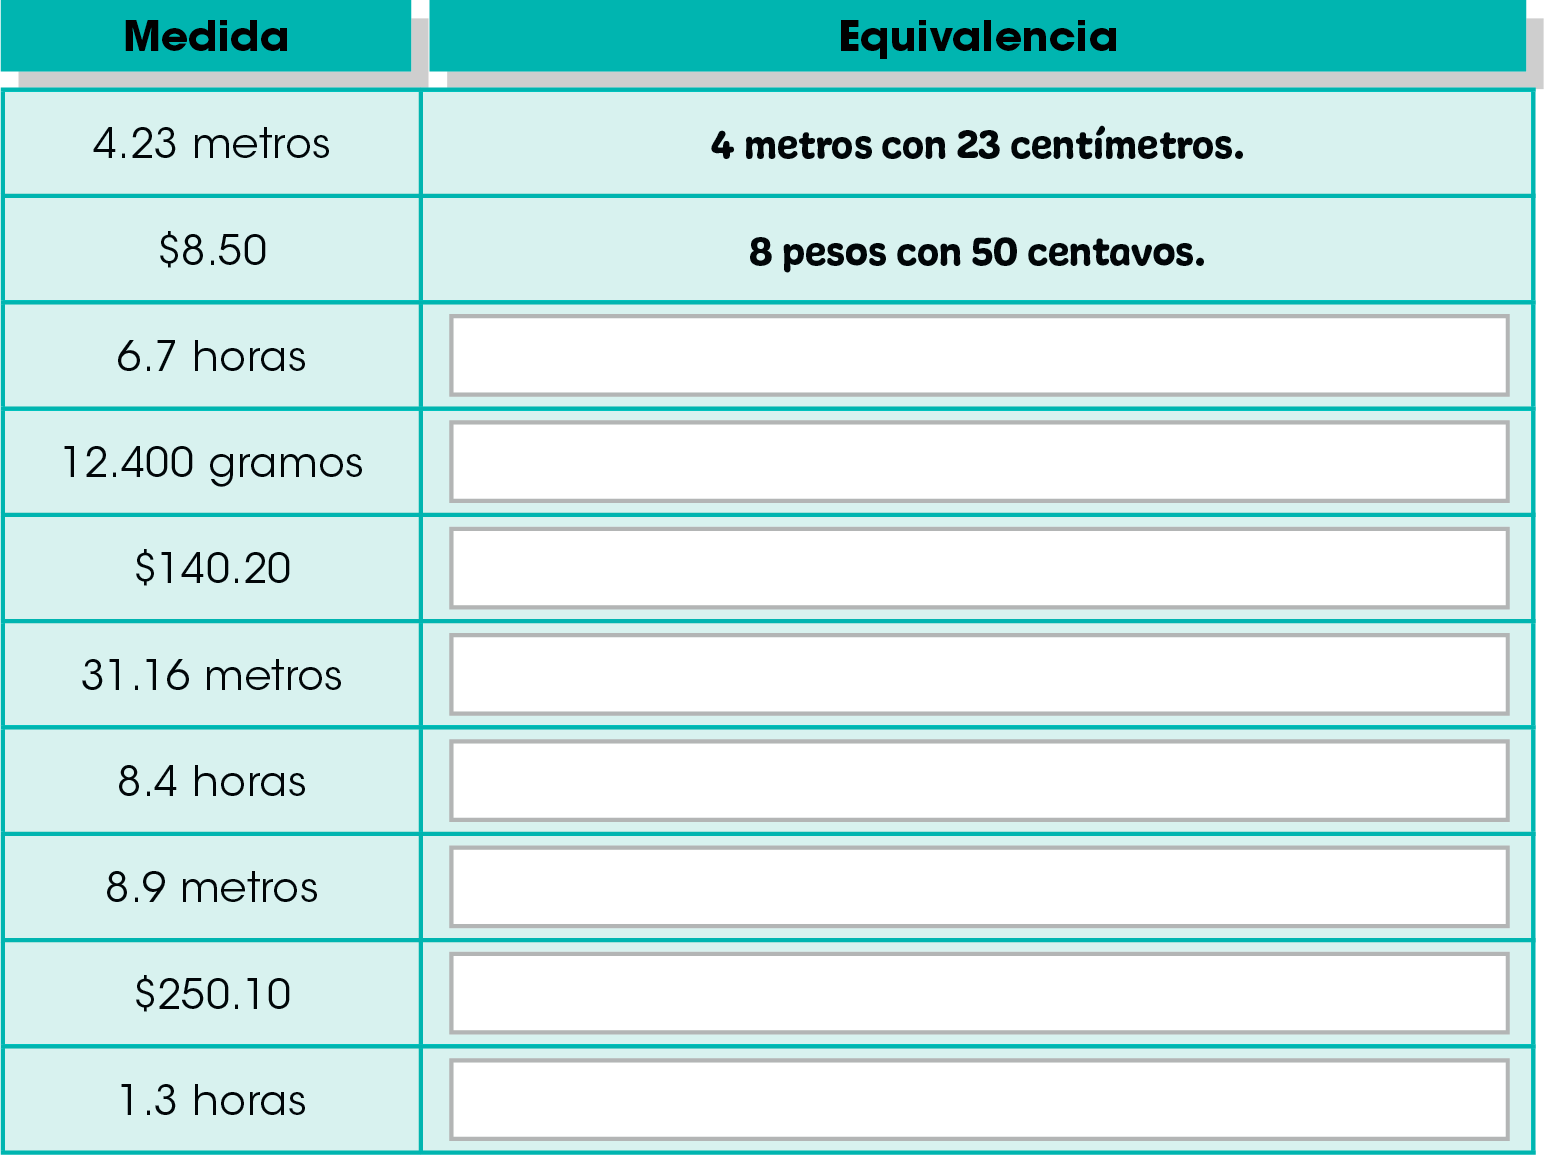 Medida Equivalencia
4.23 metros 4 metros con 23 centímetros.
$8.50 8 pesos con 50 centavos.
6.7 horas
12.400 gramos
$140.20
31.16 metros
8.4 horas
8.9 metros
$250.10
1.3 horas